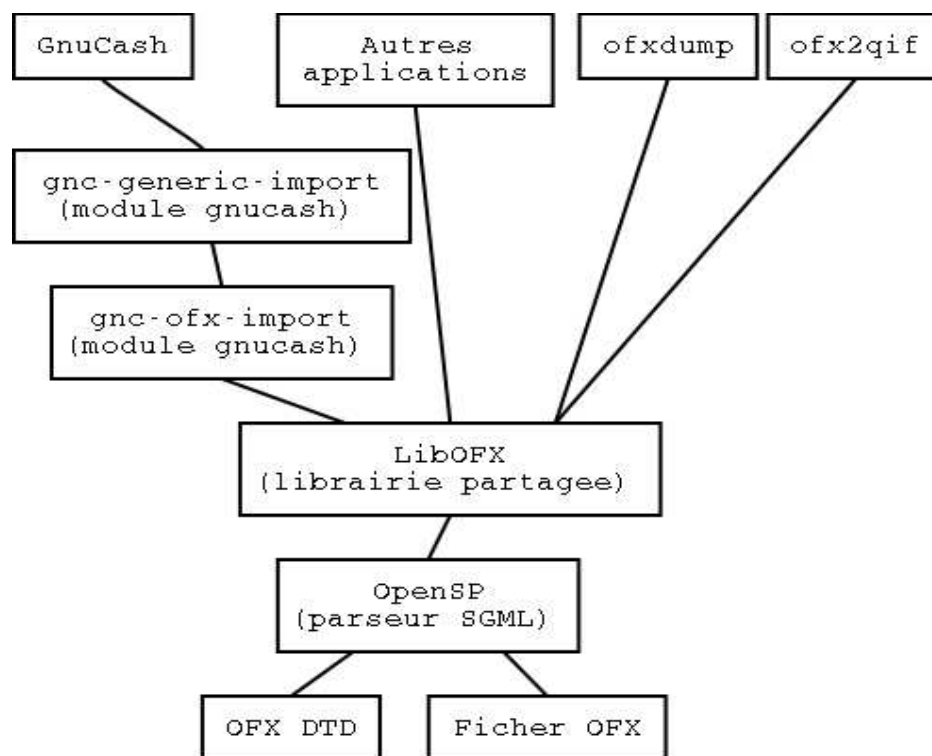 GnuCash
Autres
applications
ofxdump
ofx2qif
gnc-generic-import
(module gnucash)
gnc-ofx-import
(module gnucash)
LibOFX
(librairie partagee)
OpenSP
(parseur SGML)
OFX DTD
Ficher OFX